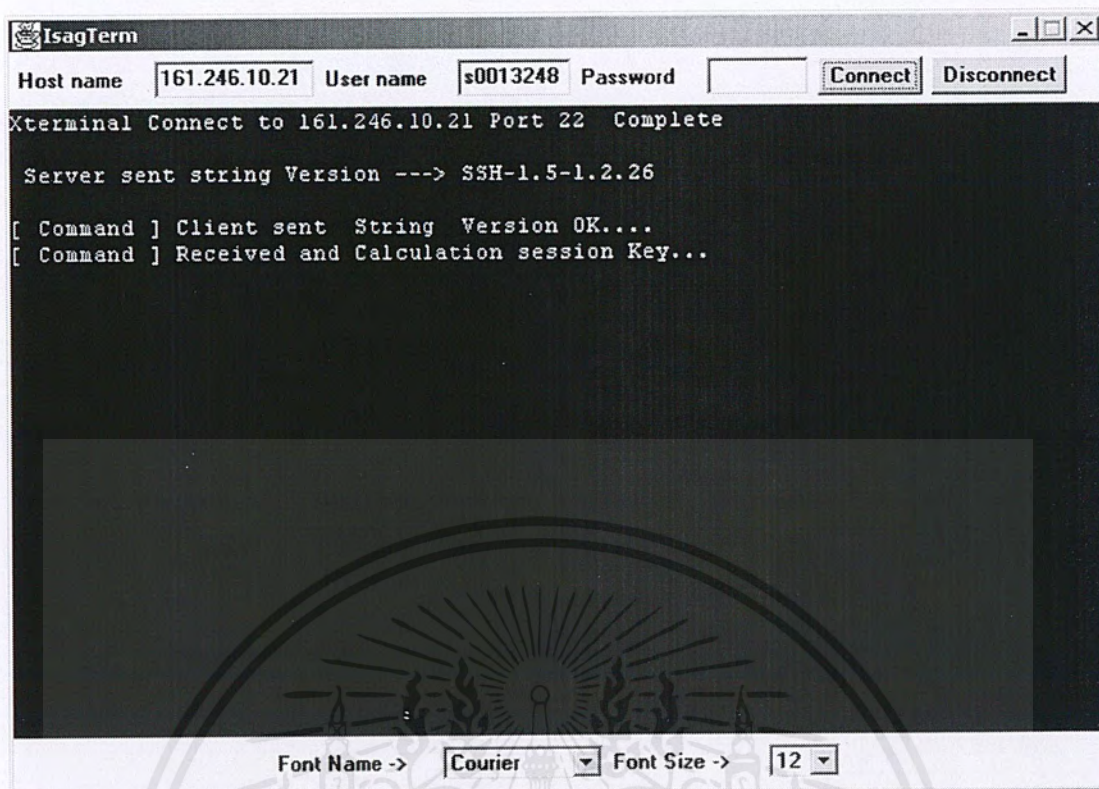 IsagTerm
Host name 161.246.10.21 User name s0013248 Password Connect Disconnect
Xterminal Connect to 161.246.10.21 Port 22 Complete
Server sent string Version ---> SSH-1.5-1.2.26
[ Command ] Client sent String Version OK....
[ Command ] Received and Calculation session Key...
Font Name -> Courier Font Size -> 12